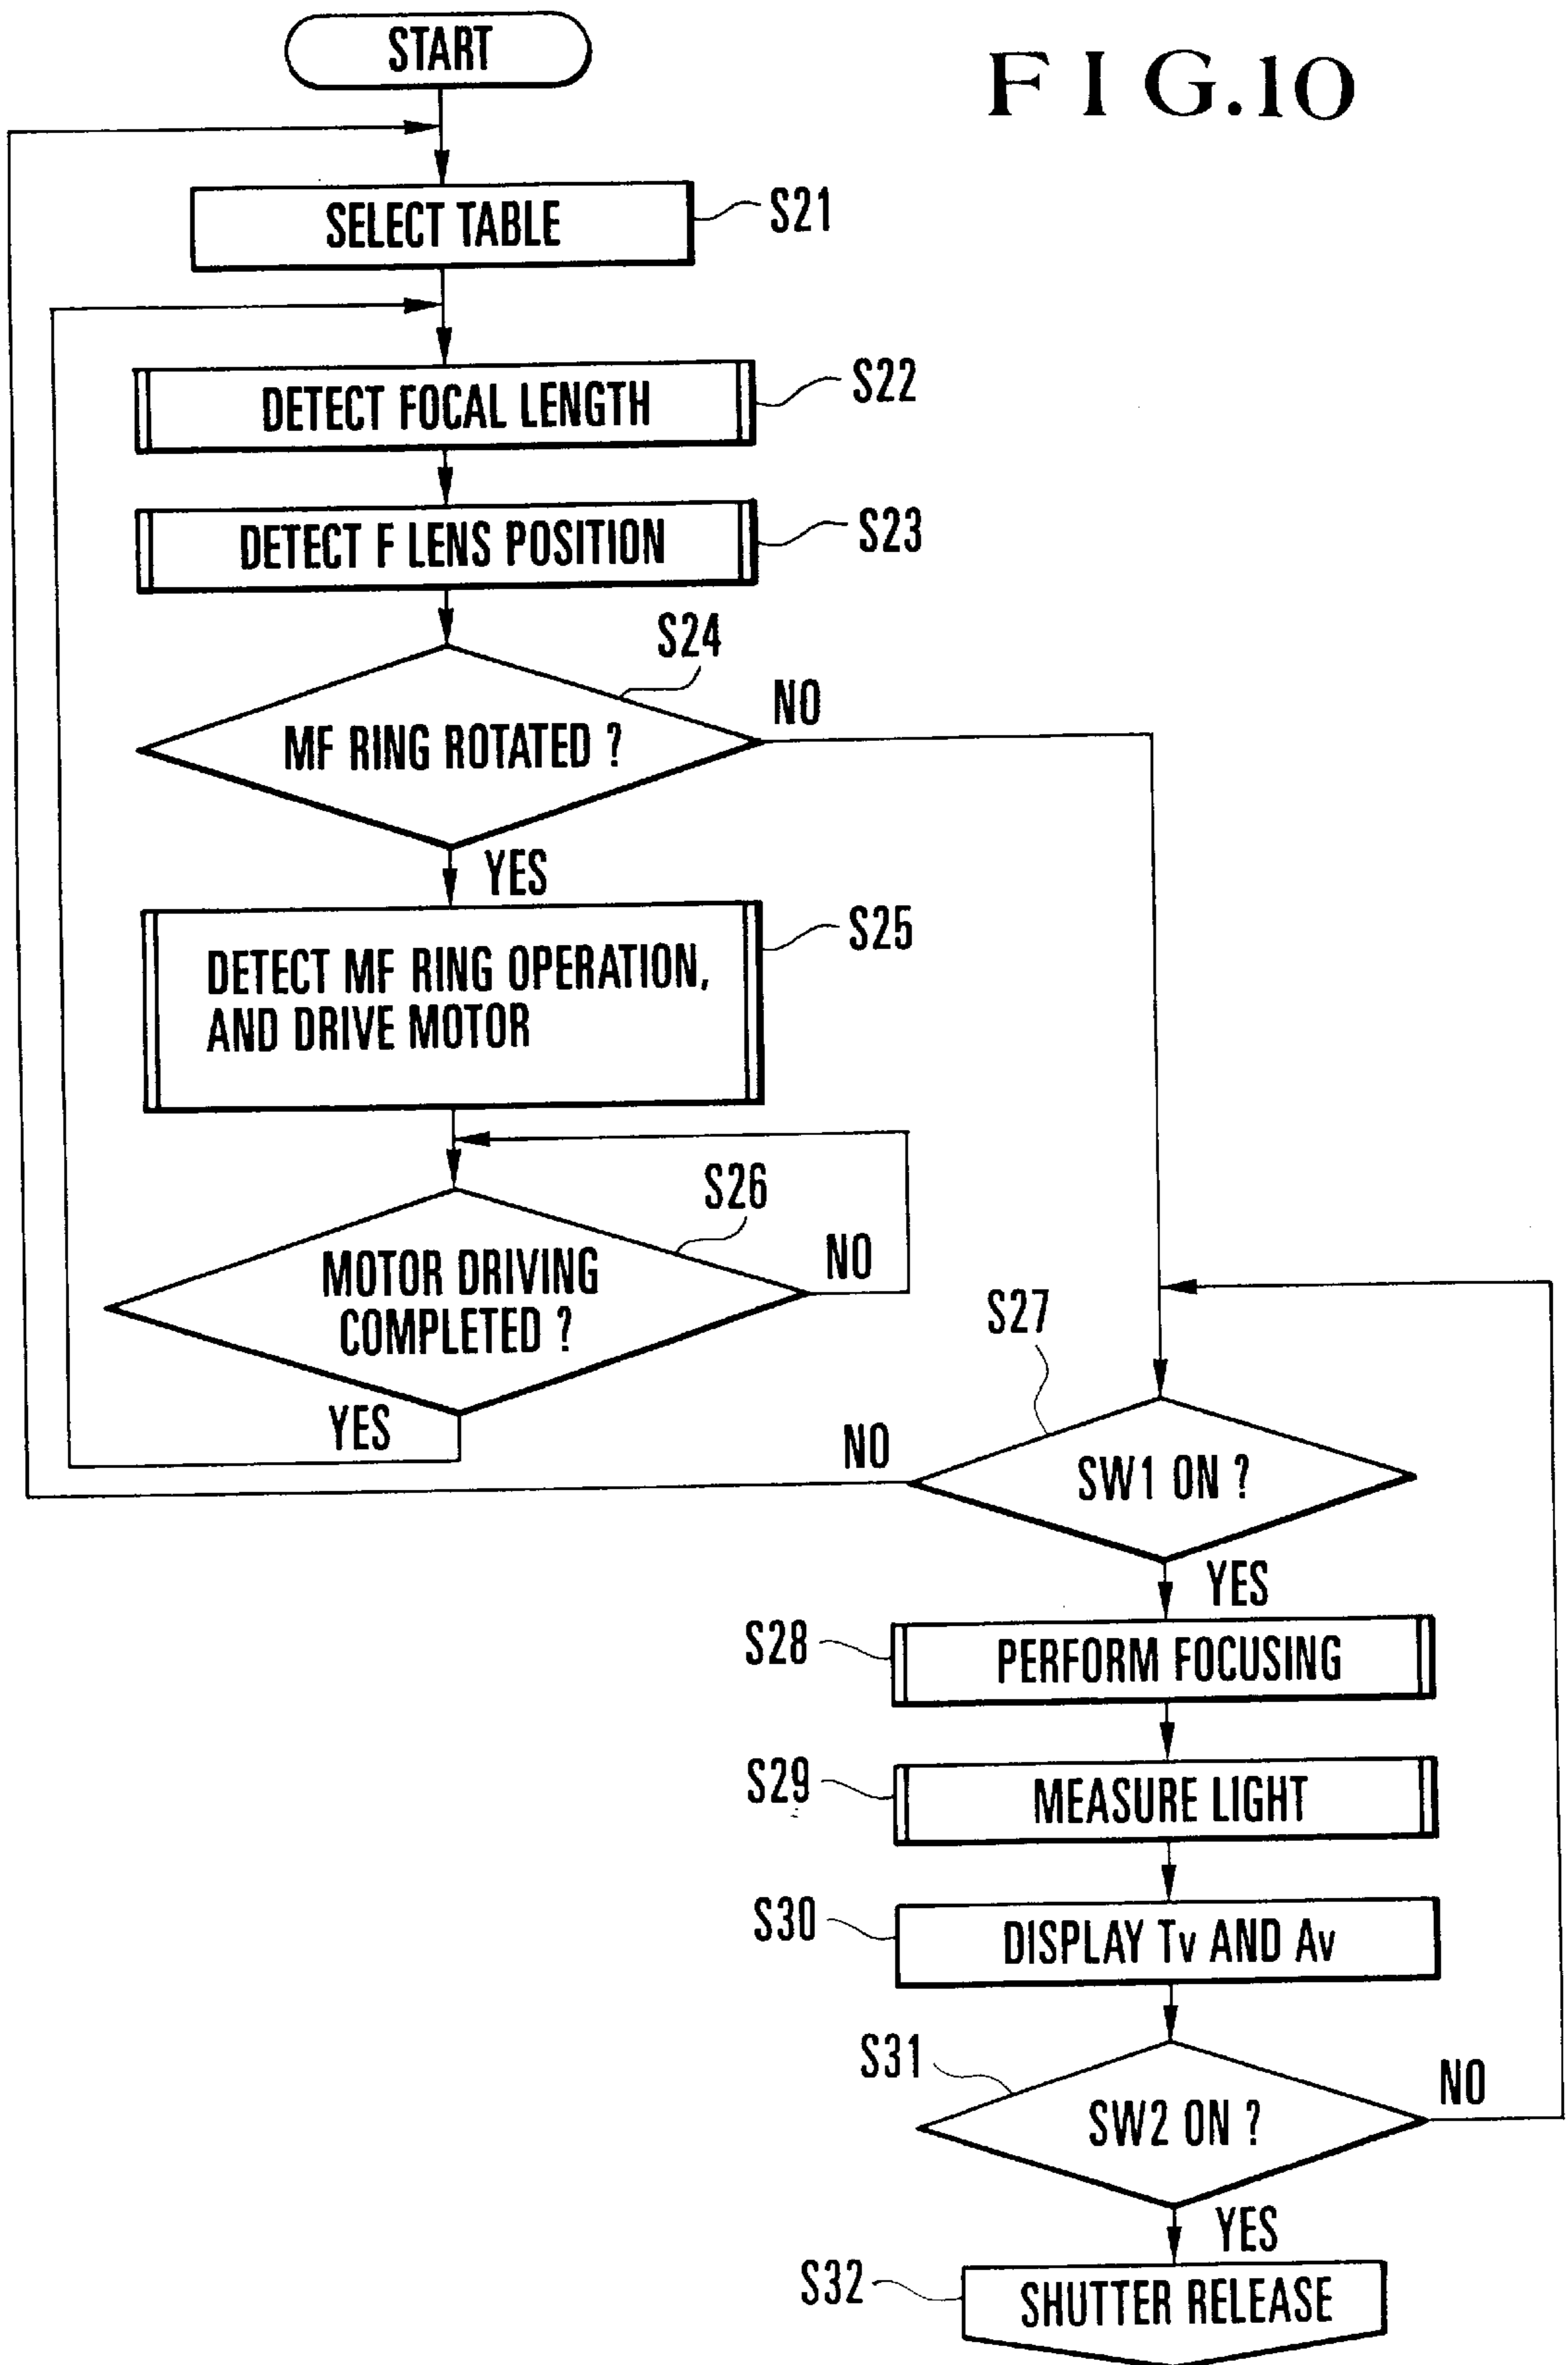 START
F I G.10
SELECT TABLE
S21
DETECT FOCAL LENGTH
S22
DETECT F LENS POSITION
S23
S24
MF RING ROTATED ?
NO
YES
DETECT MF RING OPERATION,
AND DRIVE MOTOR
S25
S26
MOTOR DRIVING
COMPLETED ?
NO
YES
S27
SW1 ON ?
NO
YES
S28
PERFORM FOCUSING
S29
MEASURE LIGHT
S30
DISPLAY Tv AND Av
S31
SW2 ON ?
NO
YES
S32
SHUTTER RELEASE